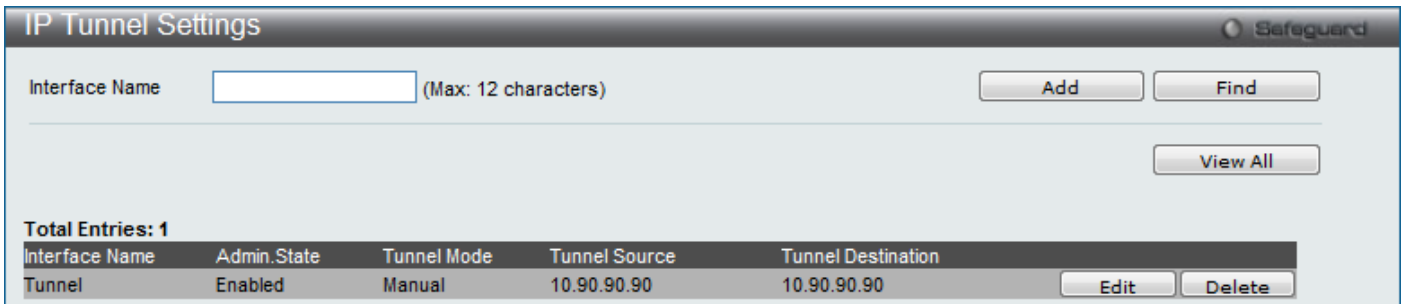 IP Tunnel Settings Safeguard
Interface Name (Max: 12 characters) Add Find
View All
Total Entries: 1
Interface Name Admin.State Tunnel Mode Tunnel Source Tunnel Destination
Tunnel Enabled Manual 10.90.90.90 10.90.90.90 Edit Delete